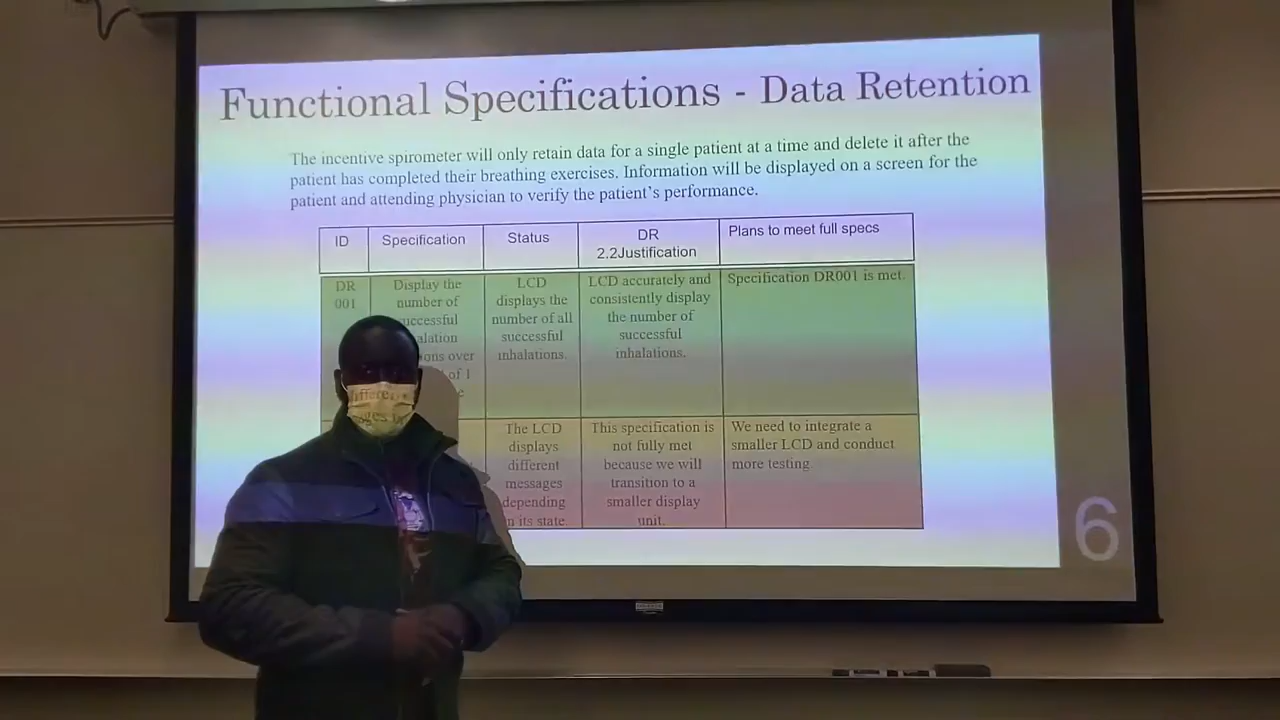 Functional Specifications - Data Retention
The incentive spirometer will only retain data for a single patient at a time and delete it after the
patient has completed their breathing exercises. Information will be displayed on a screen for the
patient and attending physician to verify the patient's performance.
ID
Specification
Status
DR
2.2Justification
Plans to meet full specs
DR
001
Display the
number of
over
of 1
LCD
displays the
number of all
successful
inhalations.
LCD accurately and
consistently display
the number of
successful
inhalations.
Specification DR001 is met.
The LCD
displays
different
messages
depending
its state
This specification is
not fully met
because we will
transition to a
smaller display
unit.
We need to integrate a
smaller LCD and conduct
more testing
6